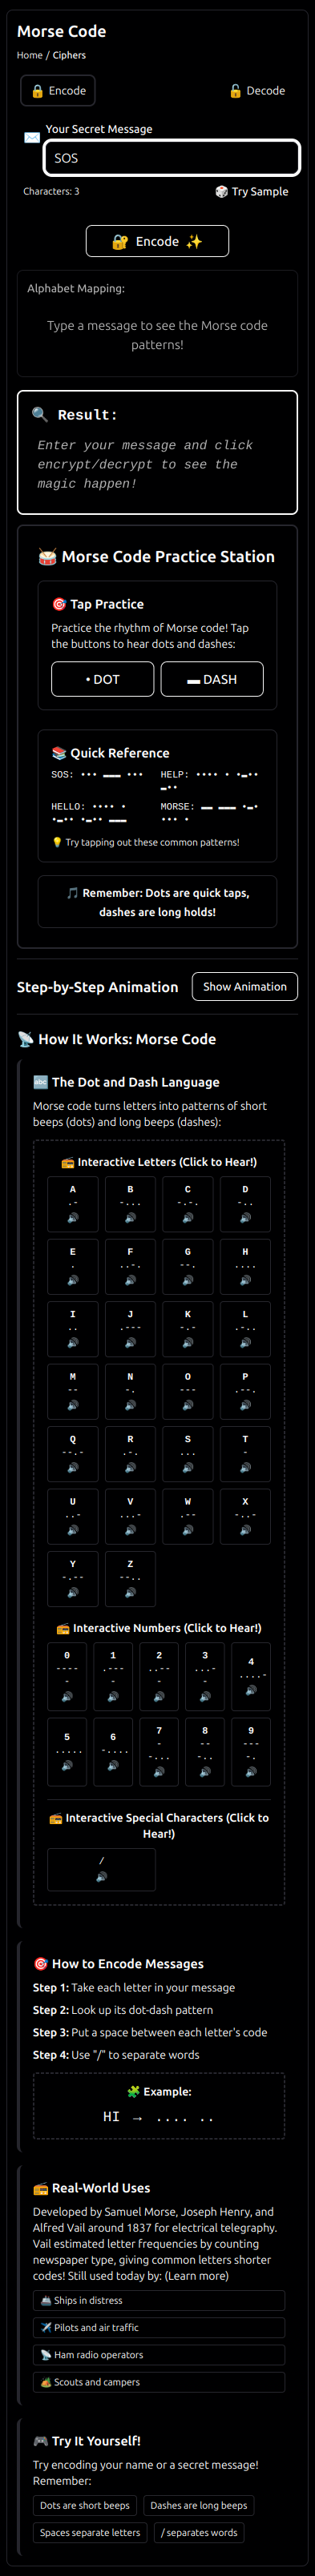 Morse Code
Home / Ciphers
🔒 Encode
🔓 Decode
✉️ Your Secret Message
SOS
Characters: 3
🎲 Try Sample
🔐 Encode ✨
Alphabet Mapping:
Type a message to see the Morse code
patterns!
🔍 Result:
Enter your message and click
encrypt/decrypt to see the
magic happen!
🥁 Morse Code Practice Station
🎯 Tap Practice
Practice the rhythm of Morse code! Tap
the buttons to hear dots and dashes:
• DOT
▬ DASH
📚 Quick Reference
SOS: ••• ▬▬▬ •••
HELP: •••• • •▬••
▬••
HELLO: •••• •
•▬•• •▬•• ▬▬▬
MORSE: ▬▬ ▬▬▬ •▬•
••• •
💡 Try tapping out these common patterns!
🎵 Remember: Dots are quick taps,
dashes are long holds!
Step-by-Step Animation
Show Animation
📡 How It Works: Morse Code
🔤 The Dot and Dash Language
Morse code turns letters into patterns of short
beeps (dots) and long beeps (dashes):
📻 Interactive Letters (Click to Hear!)
A
.-
🔊
B
-...
🔊
C
-.-.
🔊
D
-..
🔊
E
.
🔊
F
..-.
🔊
G
--.
🔊
H
....
🔊
I
..
🔊
J
.---
🔊
K
-.-
🔊
L
.-..
🔊
M
--
🔊
N
-.
🔊
O
---
🔊
P
.--.
🔊
Q
--.-
🔊
R
.-.
🔊
S
...
🔊
T
-
🔊
U
..-
🔊
V
...-
🔊
W
.--
🔊
X
-..-
🔊
Y
-.--
🔊
Z
--..
🔊
📻 Interactive Numbers (Click to Hear!)
0
----
-
🔊
1
.---
-
🔊
2
..--
-
🔊
3
...-
-
🔊
4
....-
🔊
5
.....
🔊
6
-....
🔊
7
-
-...
🔊
8
--
-..
🔊
9
---
-.
🔊
📻 Interactive Special Characters (Click to
Hear!)
/
🔊
🎯 How to Encode Messages
Step 1: Take each letter in your message
Step 2: Look up its dot-dash pattern
Step 3: Put a space between each letter's code
Step 4: Use "/" to separate words
🧩 Example:
HI → .... ..
📻 Real-World Uses
Developed by Samuel Morse, Joseph Henry, and
Alfred Vail around 1837 for electrical telegraphy.
Vail estimated letter frequencies by counting
newspaper type, giving common letters shorter
codes! Still used today by: (Learn more)
🚢 Ships in distress
✈️ Pilots and air traffic
📡 Ham radio operators
🏕️ Scouts and campers
🎮 Try It Yourself!
Try encoding your name or a secret message!
Remember:
Dots are short beeps
Dashes are long beeps
Spaces separate letters
/ separates words